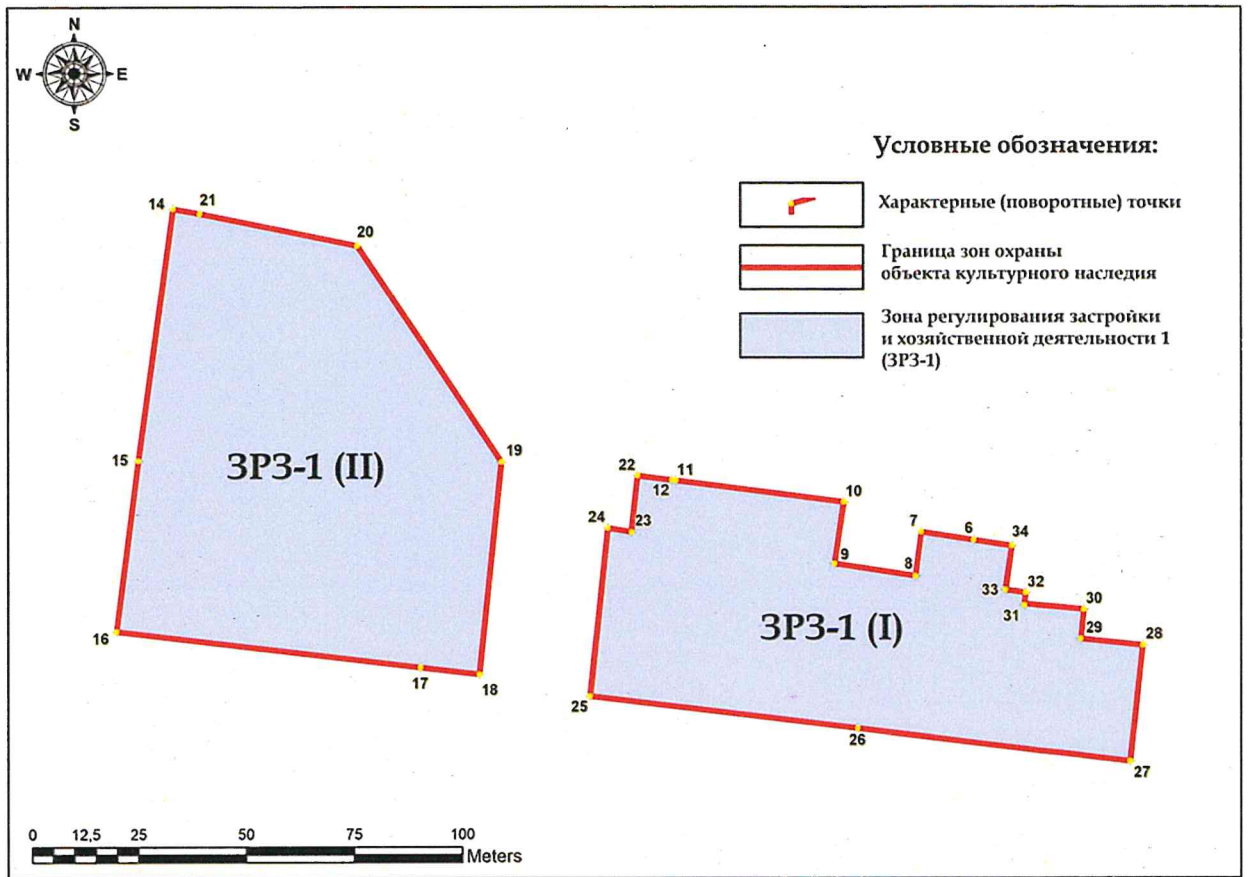 N
W E
S
Условные обозначения:
Характерные (поворотные) точки
Граница зон охраны
объекта культурного наследия
Зона регулирования застройки
и хозяйственной деятельности 1
(ЗРЗ-1)
14
21
20
15
ЗРЗ-1 (II)
19
16
17
18
22
11
12
10
24
23
7
6
34
9
8
33
32
31
30
ЗРЗ-1 (I)
29
28
25
26
27
0 12,5 25 50 75 100
Meters